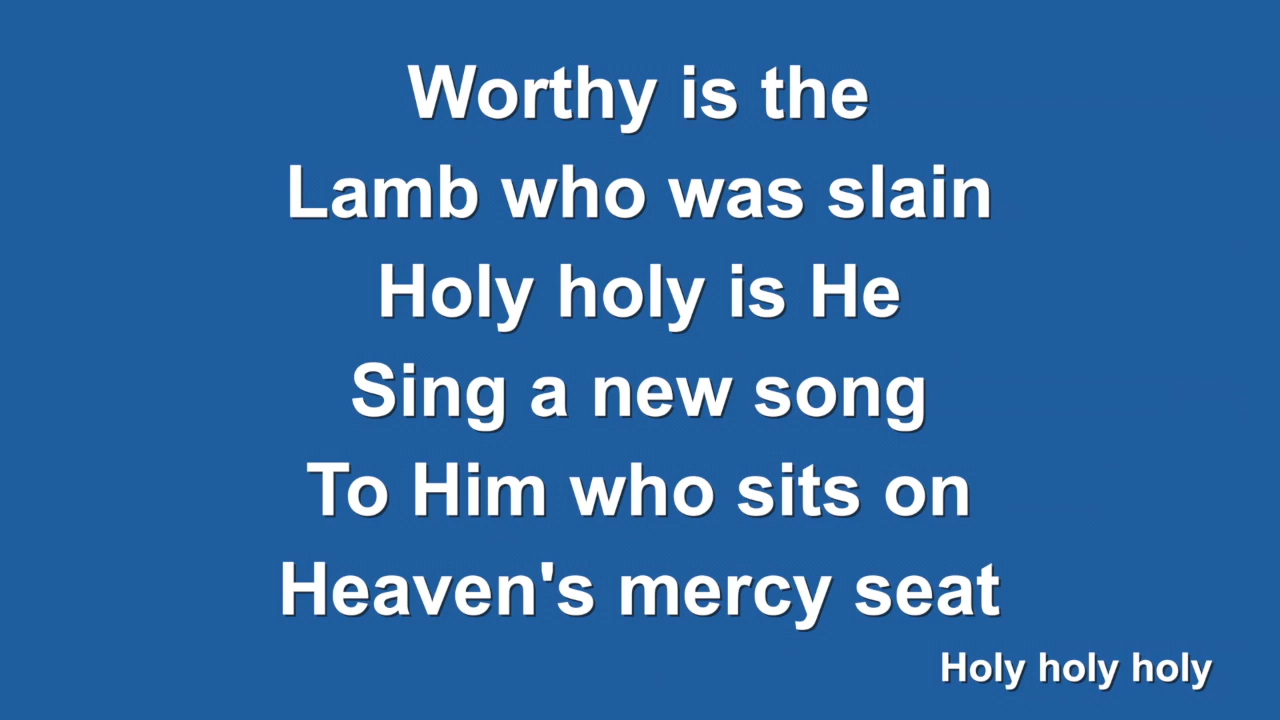 Worthy is the
Lamb who was slain
Holy holy is He
Sing a new song
To Him who sits on
Heaven's mercy seat
Holy holy holy